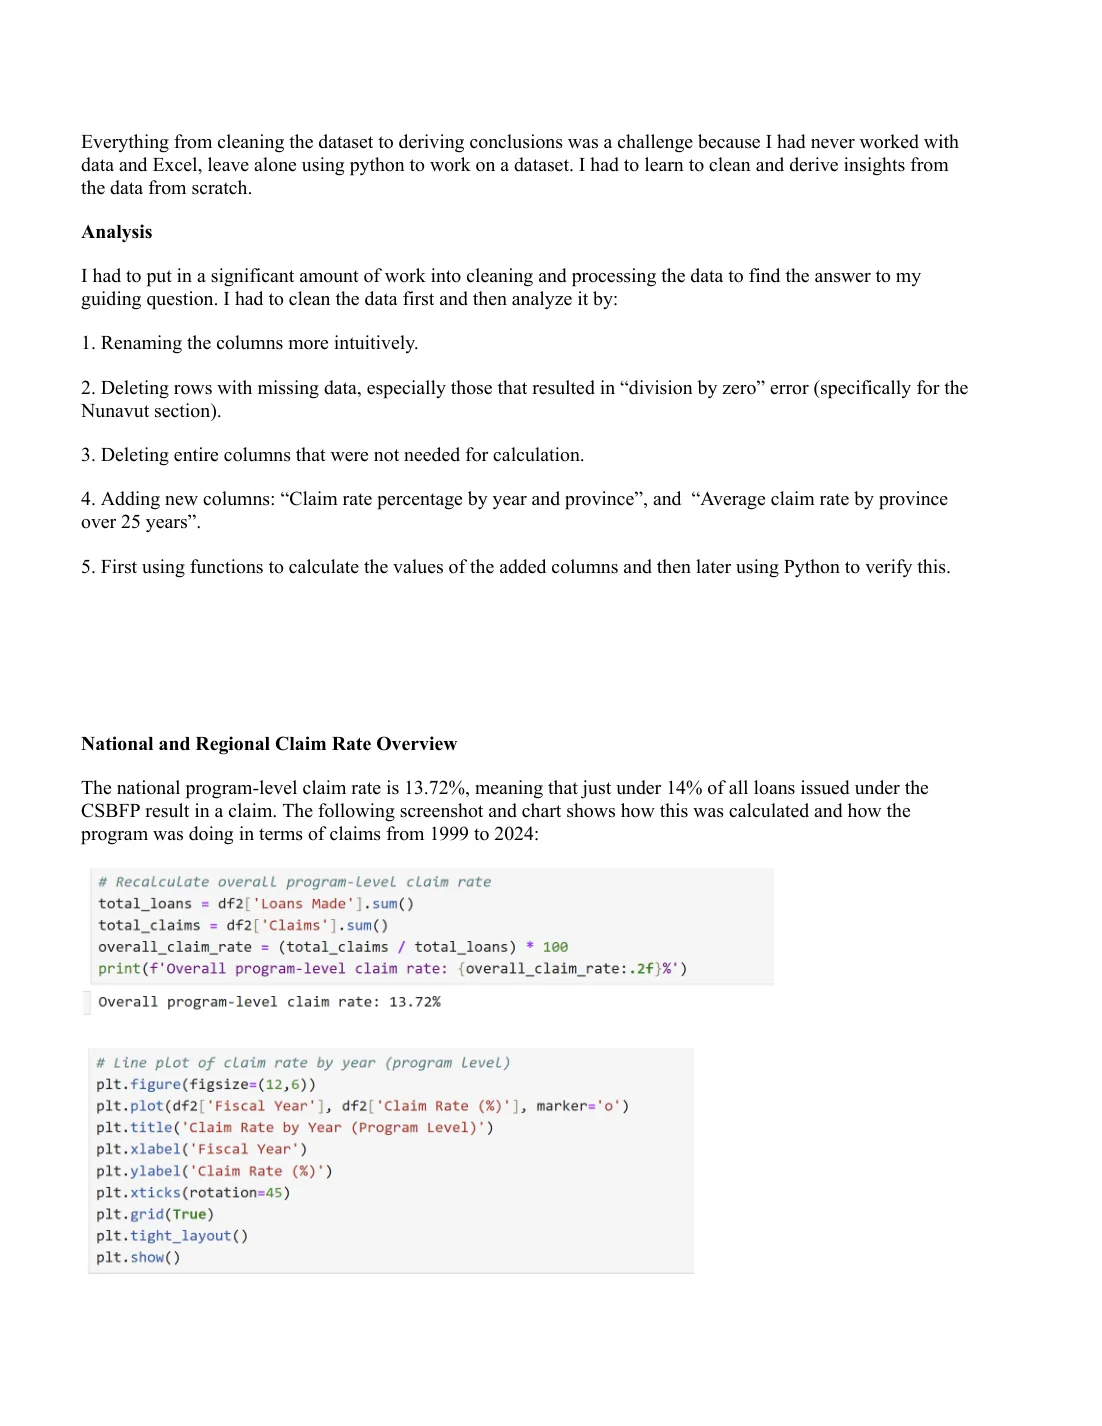 Everything from cleaning the dataset to deriving conclusions was a challenge because I had never worked with
data and Excel, leave alone using python to work on a dataset. I had to learn to clean and derive insights from
the data from scratch.
Analysis
I had to put in a significant amount of work into cleaning and processing the data to find the answer to my
guiding question. I had to clean the data first and then analyze it by:
1. Renaming the columns more intuitively.
2. Deleting rows with missing data, especially those that resulted in “division by zero” error (specifically for the
Nunavut section).
3. Deleting entire columns that were not needed for calculation.
4. Adding new columns: “Claim rate percentage by year and province”, and  “Average claim rate by province
over 25 years”.
5. First using functions to calculate the values of the added columns and then later using Python to verify this.
National and Regional Claim Rate Overview
The national program-level claim rate is 13.72%, meaning that just under 14% of all loans issued under the
CSBFP result in a claim. The following screenshot and chart shows how this was calculated and how the
program was doing in terms of claims from 1999 to 2024:
# Recalculate overall program-level claim rate
total_loans = df2['Loans Made'].sum()
total_claims = df2['Claims'].sum()
overall_claim_rate = (total_claims / total_loans) * 100
print(f'Overall program-level claim rate: {overall_claim_rate:.2f}%')
Overall program-level claim rate: 13.72%
# Line plot of claim rate by year (program level)
plt.figure(figsize=(12,6))
plt.plot(df2['Fiscal Year'], df2['Claim Rate (%)'], marker='o')
plt.title('Claim Rate by Year (Program Level)')
plt.xlabel('Fiscal Year')
plt.ylabel('Claim Rate (%)')
plt.xticks(rotation=45)
plt.grid(True)
plt.tight_layout()
plt.show()